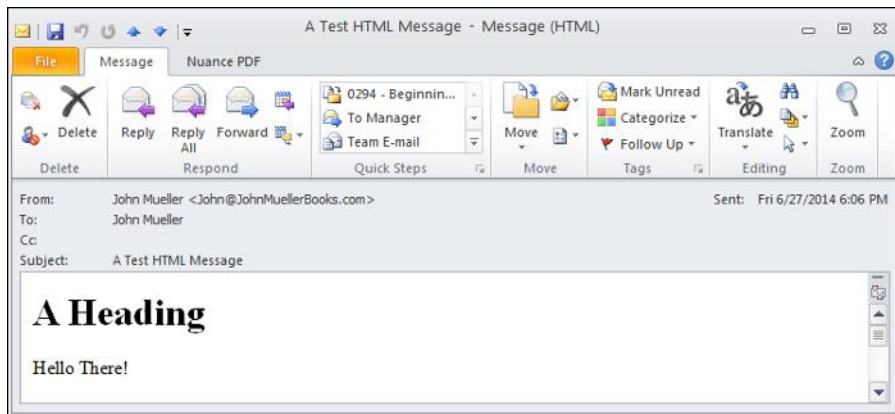 A Test HTML Message - Message (HTML)
File Message Nuance PDF
Delete
Reply
Reply All
Forward
0294 - Beginnin...
To Manager
Team E-mail
Move
Mark Unread
Categorize
Follow Up
Translate
Zoom
Delete Respond Quick Steps Move Tags Editing Zoom
From: John Mueller <John@JohnMuellerBooks.com> Sent: Fri 6/27/2014 6:06 PM
To: John Mueller
Cc:
Subject: A Test HTML Message
A Heading
Hello There!